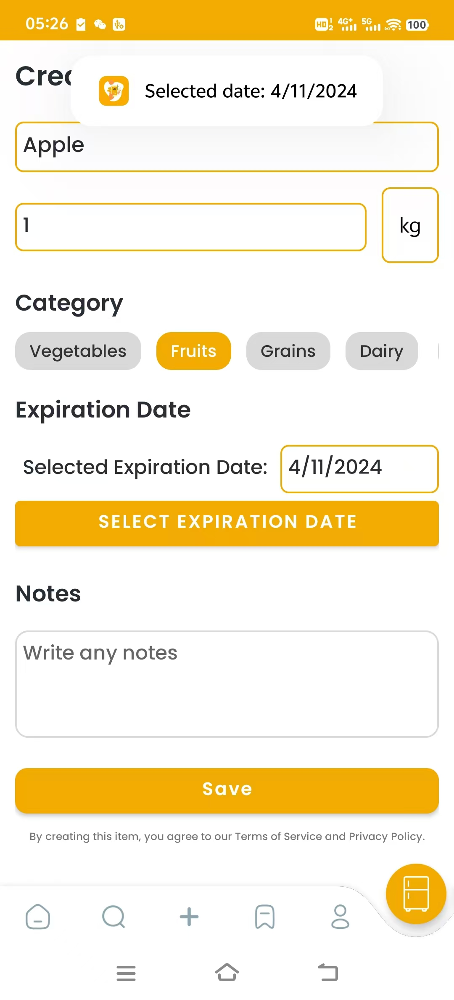 05:26
HD 1 2 4G+ 5G 100
Selected date: 4/11/2024
Apple
1
kg
Category
Vegetables Fruits Grains Dairy
Expiration Date
Selected Expiration Date: 4/11/2024
SELECT EXPIRATION DATE
Notes
Write any notes
Save
By creating this item, you agree to our Terms of Service and Privacy Policy.